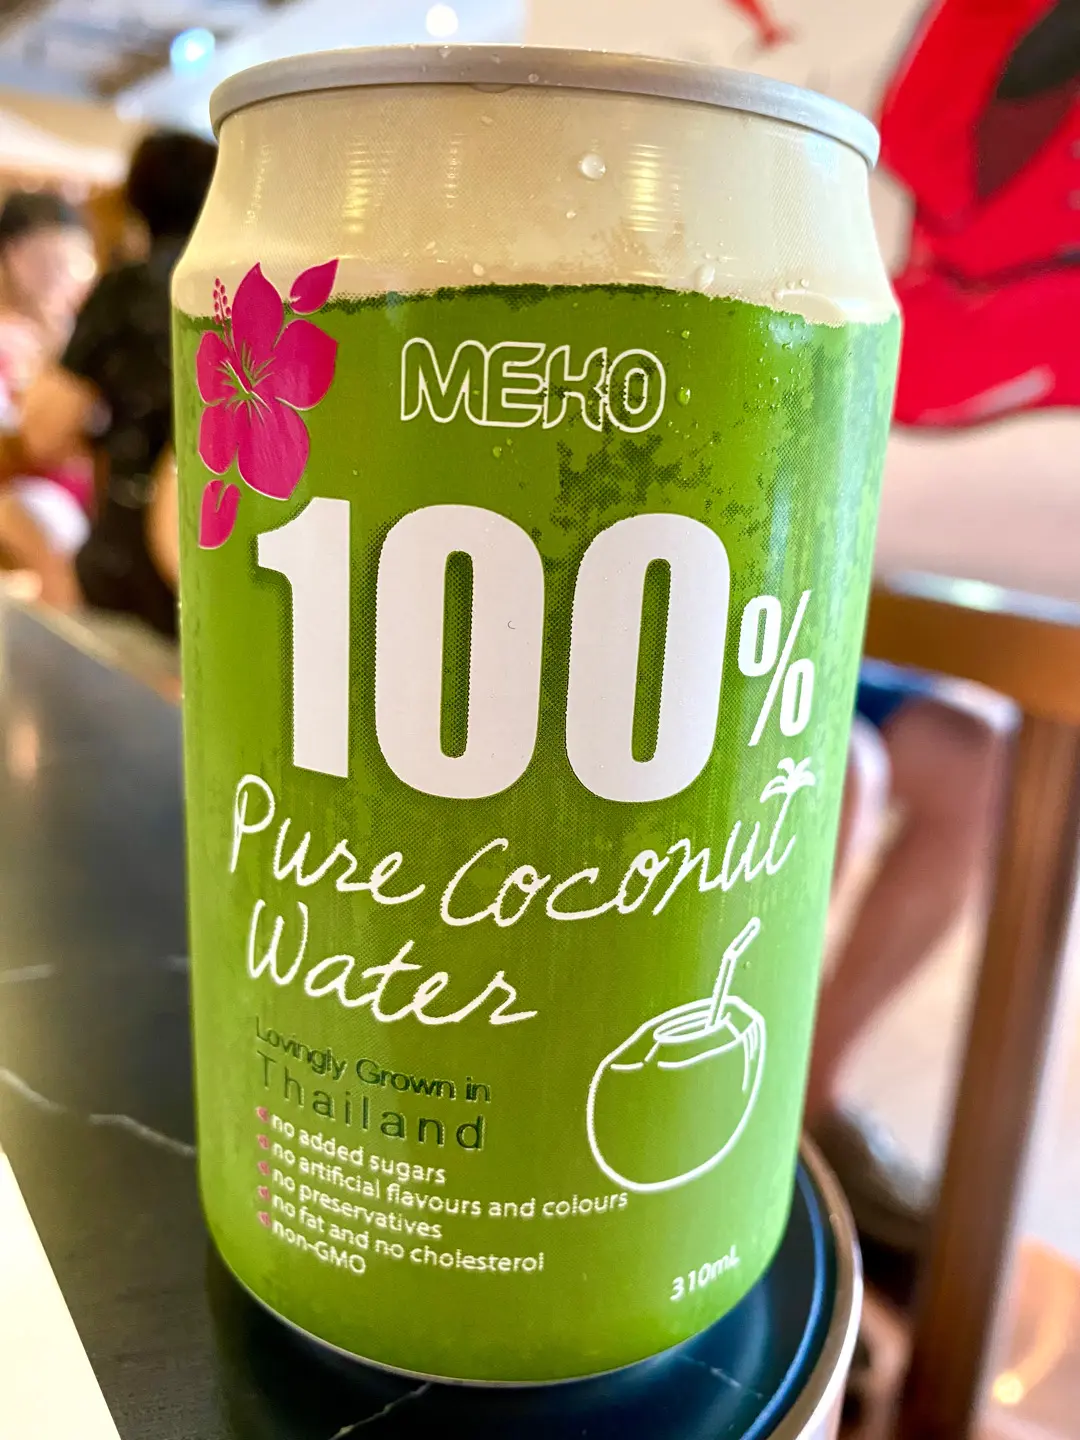 MEKO
100%
Pure Coconut
Water
Lovingly Grown in
Thailand
no added sugars
no artificial flavours and colours
no preservatives
no fat and no cholesterol
non-GMO
310mL